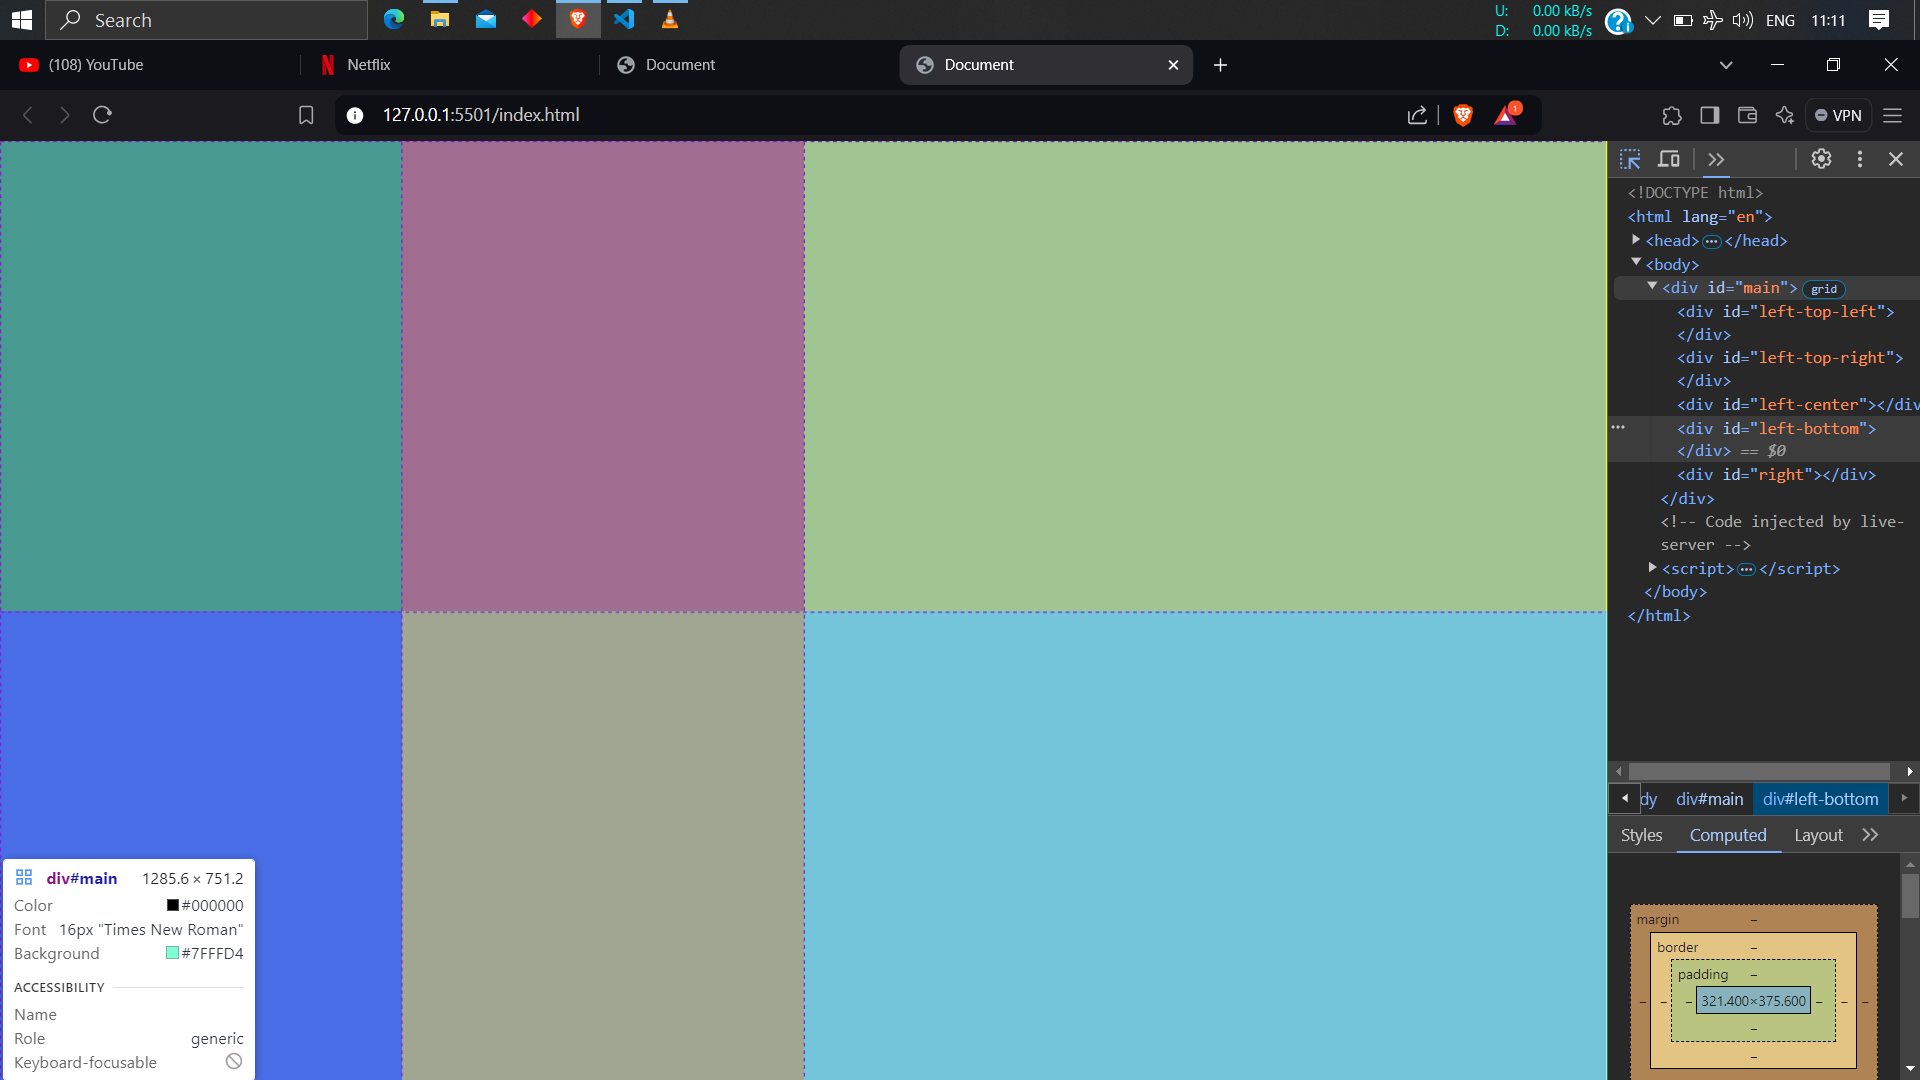 Search
U: 0.00 kB/s
D: 0.00 kB/s
ENG
11:11
(108) YouTube
Netflix
Document
Document
127.0.0.1:5501/index.html
1
VPN
<!DOCTYPE html>
<html lang="en">
<head> ••• </head>
<body>
<div id="main"> grid
<div id="left-top-left">
</div>
<div id="left-top-right">
</div>
<div id="left-center"></div
<div id="left-bottom">
</div> == $0
<div id="right"></div>
</div>
<!-- Code injected by live-
server -->
<script> ••• </script>
</body>
</html>
dy div#main div#left-bottom
Styles Computed Layout
margin –
border –
padding –
– – – 321.400×375.600 – – –
–
–
div#main 1285.6 × 751.2
Color #000000
Font 16px "Times New Roman"
Background #7FFFD4
ACCESSIBILITY
Name
Role generic
Keyboard-focusable